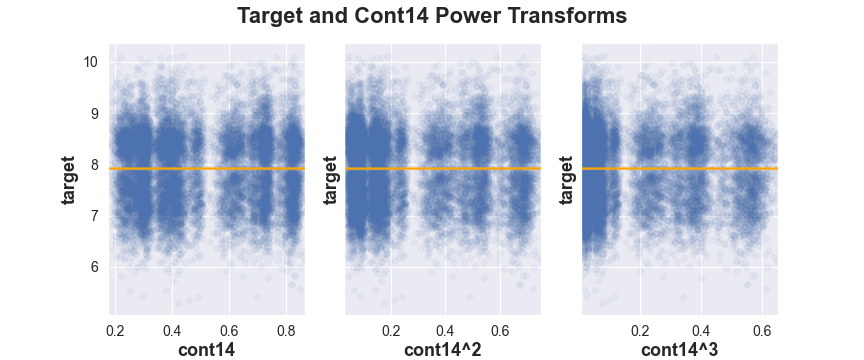 Target and Cont14 Power Transforms
10
9
8
7
6
target
0.2 0.4 0.6 0.8
cont14
target
0.2 0.4 0.6
cont14^2
target
0.2 0.4 0.6
cont14^3